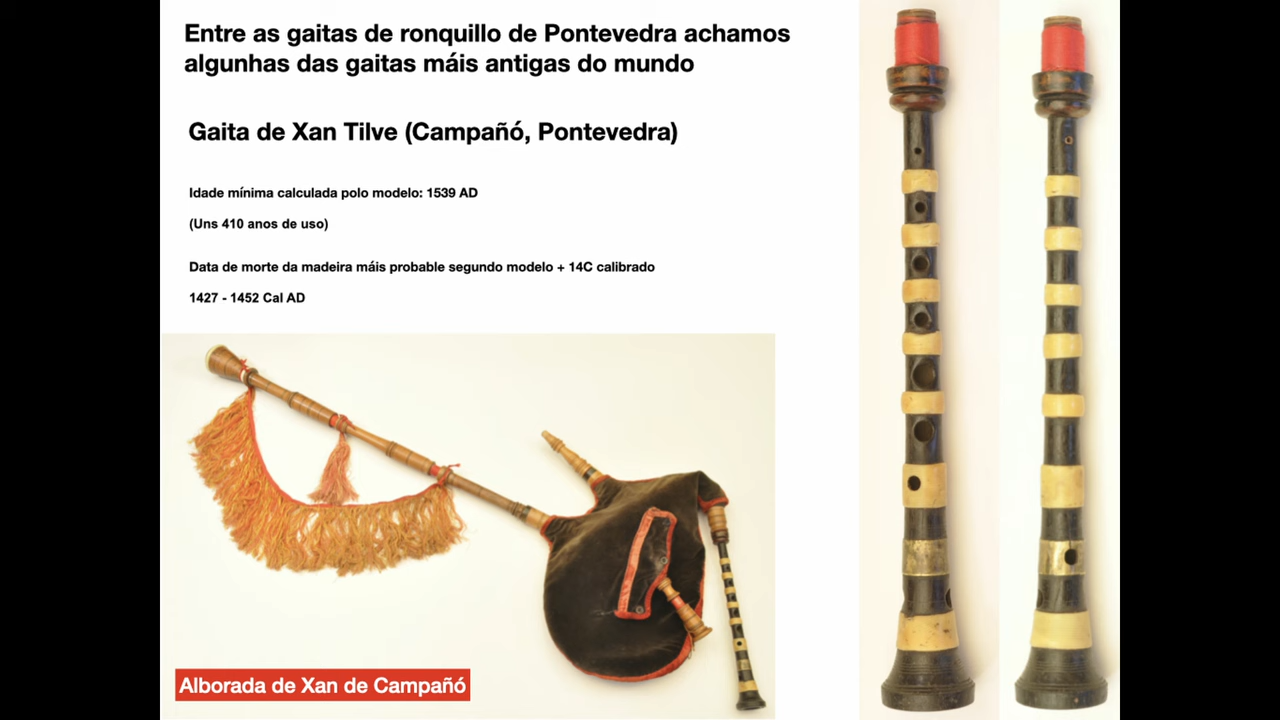 Entre as gaitas de ronquillo de Pontevedra achamos
algunhas das gaitas máis antigas do mundo
Gaita de Xan Tilve (Campañó, Pontevedra)
Idade mínima calculada polo modelo: 1539 AD
(Uns 410 anos de uso)
Data de morte da madeira máis probable segundo modelo + 14C calibrado
1427 - 1452 Cal AD
Alborada de Xan de Campañó